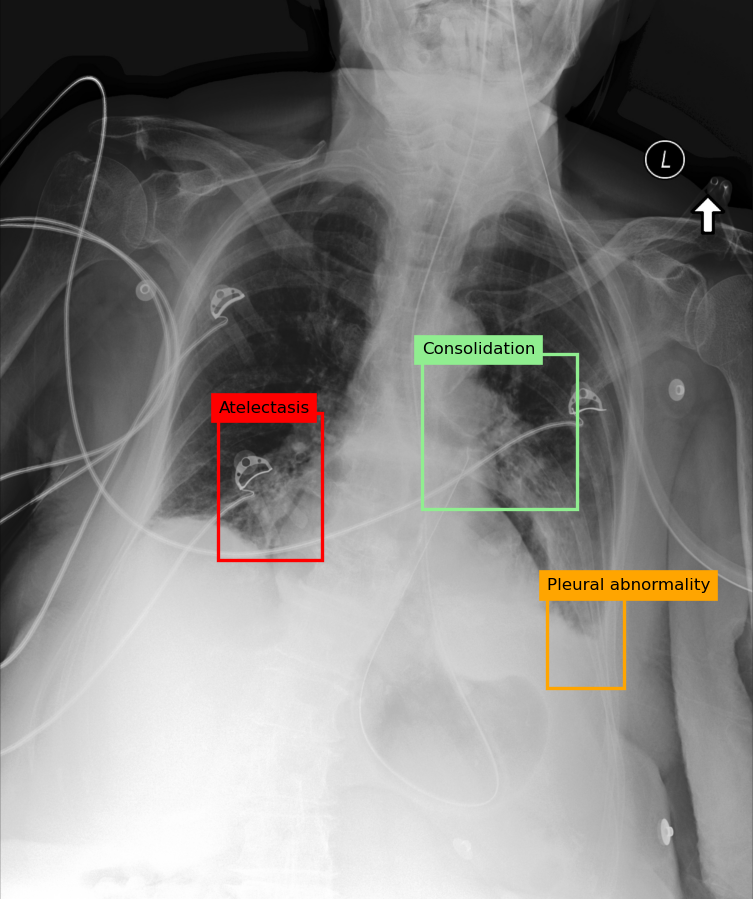 L
Consolidation
Atelectasis
Pleural abnormality